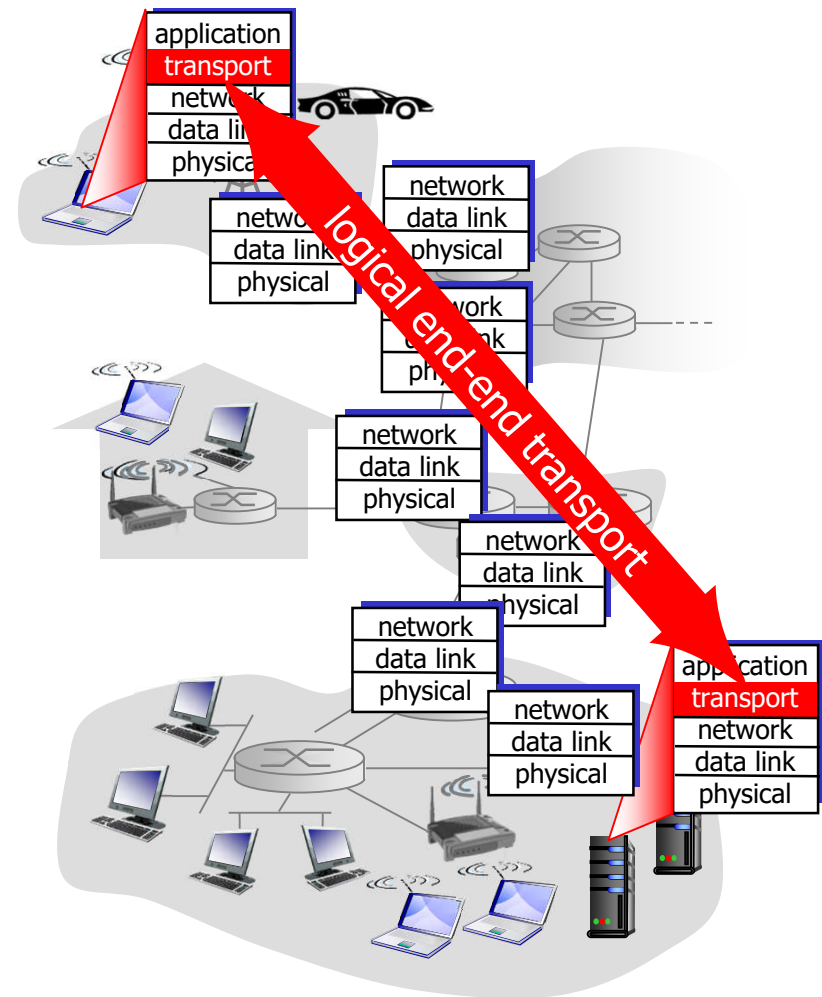 application
transport
network
data link
physical
network
data link
physical
network
data link
physical
logical end-end transport
network
data link
physical
network
data link
physical
network
data link
physical
network
data link
physical
application
transport
network
data link
physical